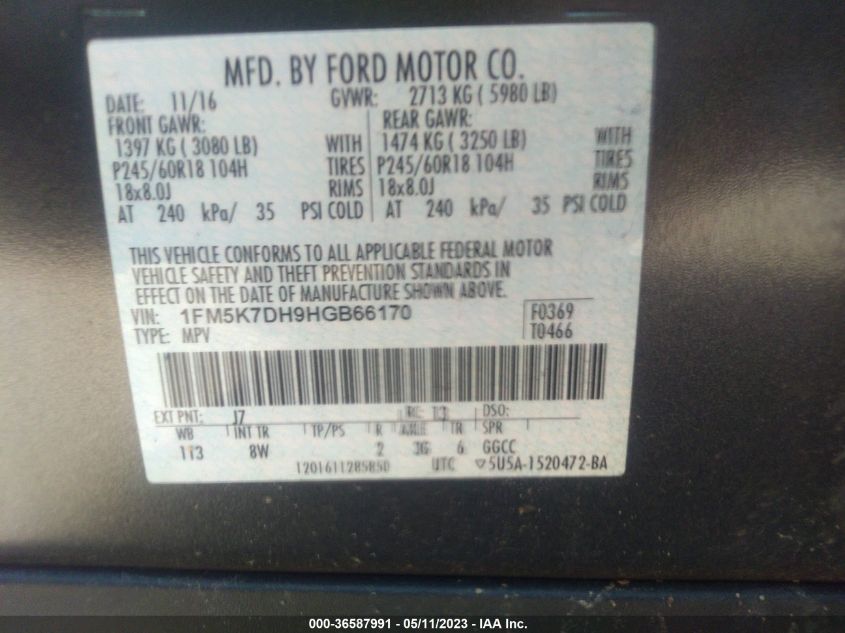 MFD. BY FORD MOTOR CO.
DATE: 11/16 GVWR: 2713 KG ( 5980 LB)
FRONT GAWR: REAR GAWR:
1397 KG ( 3080 LB) WITH 1474 KG ( 3250 LB) WITH
P245/60R18 104H TIRES P245/60R18 104H TIRES
18x8.0J RIMS 18x8.0J RIMS
AT 240 kPa/ 35 PSI COLD AT 240 kPa/ 35 PSI COLD
THIS VEHICLE CONFORMS TO ALL APPLICABLE FEDERAL MOTOR
VEHICLE SAFETY AND THEFT PREVENTION STANDARDS IN
EFFECT ON THE DATE OF MANUFACTURE SHOWN ABOVE.
VIN: 1FM5K7DH9HGB66170 F0369
TYPE: MPV T0466
EXT PNT: J7 RC: 13 DSO:
WB INT TR TP/PS R AXLE TR SPR
113 8W 2 3G 6 GGCC
UTC ▽5U5A-1520472-BA
000-36587991 - 05/11/2023 - IAA Inc.